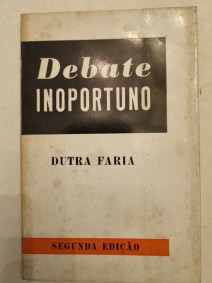 Debate
INOPORTUNO
DUTRA FARIA
SEGUNDA EDIÇÃO